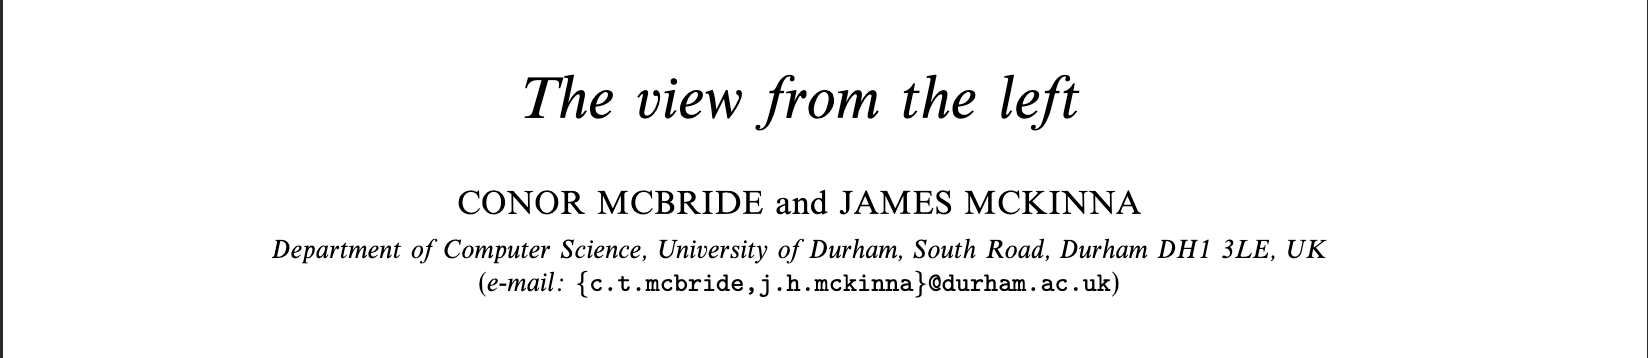 The view from the left
CONOR MCBRIDE and JAMES MCKINNA
Department of Computer Science, University of Durham, South Road, Durham DH1 3LE, UK
(e-mail: {c.t.mcbride,j.h.mckinna}@durham.ac.uk)